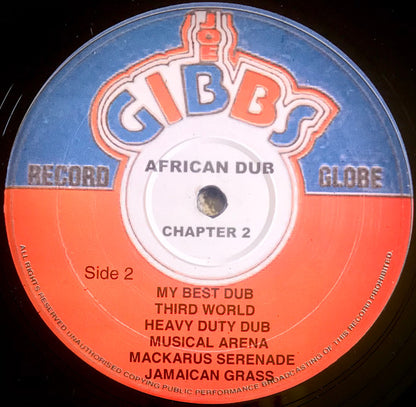 JOE
GIBBS
RECORD GLOBE
AFRICAN DUB
CHAPTER 2
Side 2
MY BEST DUB
THIRD WORLD
HEAVY DUTY DUB
MUSICAL ARENA
MACKARUS SERENADE
JAMAICAN GRASS
ALL RIGHTS RESERVED UNAUTHORISED COPYING PUBLIC PERFORMANCE BROADCASTING OF THIS RECORD PROHIBITED.